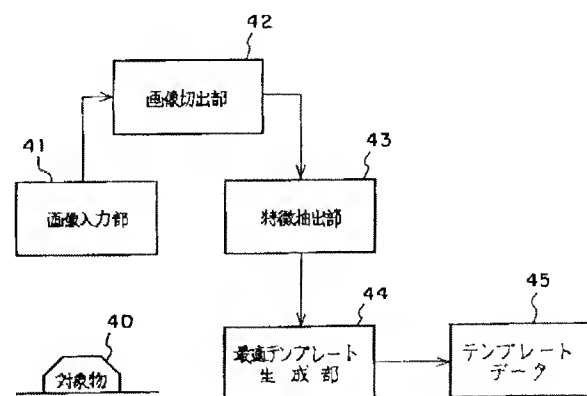 42
画像切出部
41
画像入力部
43
特徴抽出部
40
対象物
44
最適テンプレート
生成部
45
テンプレート
データ